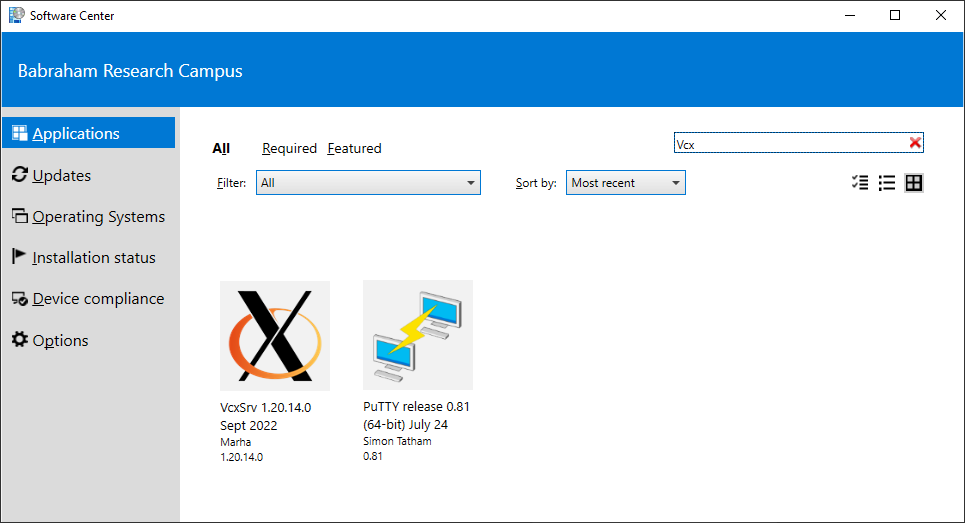 Software Center
Babraham Research Campus
Applications
Updates
Operating Systems
Installation status
Device compliance
Options
All Required Featured
Vcx
Filter: All Sort by: Most recent
VcxSrv 1.20.14.0
Sept 2022
Marha
1.20.14.0
PuTTY release 0.81
(64-bit) July 24
Simon Tatham
0.81